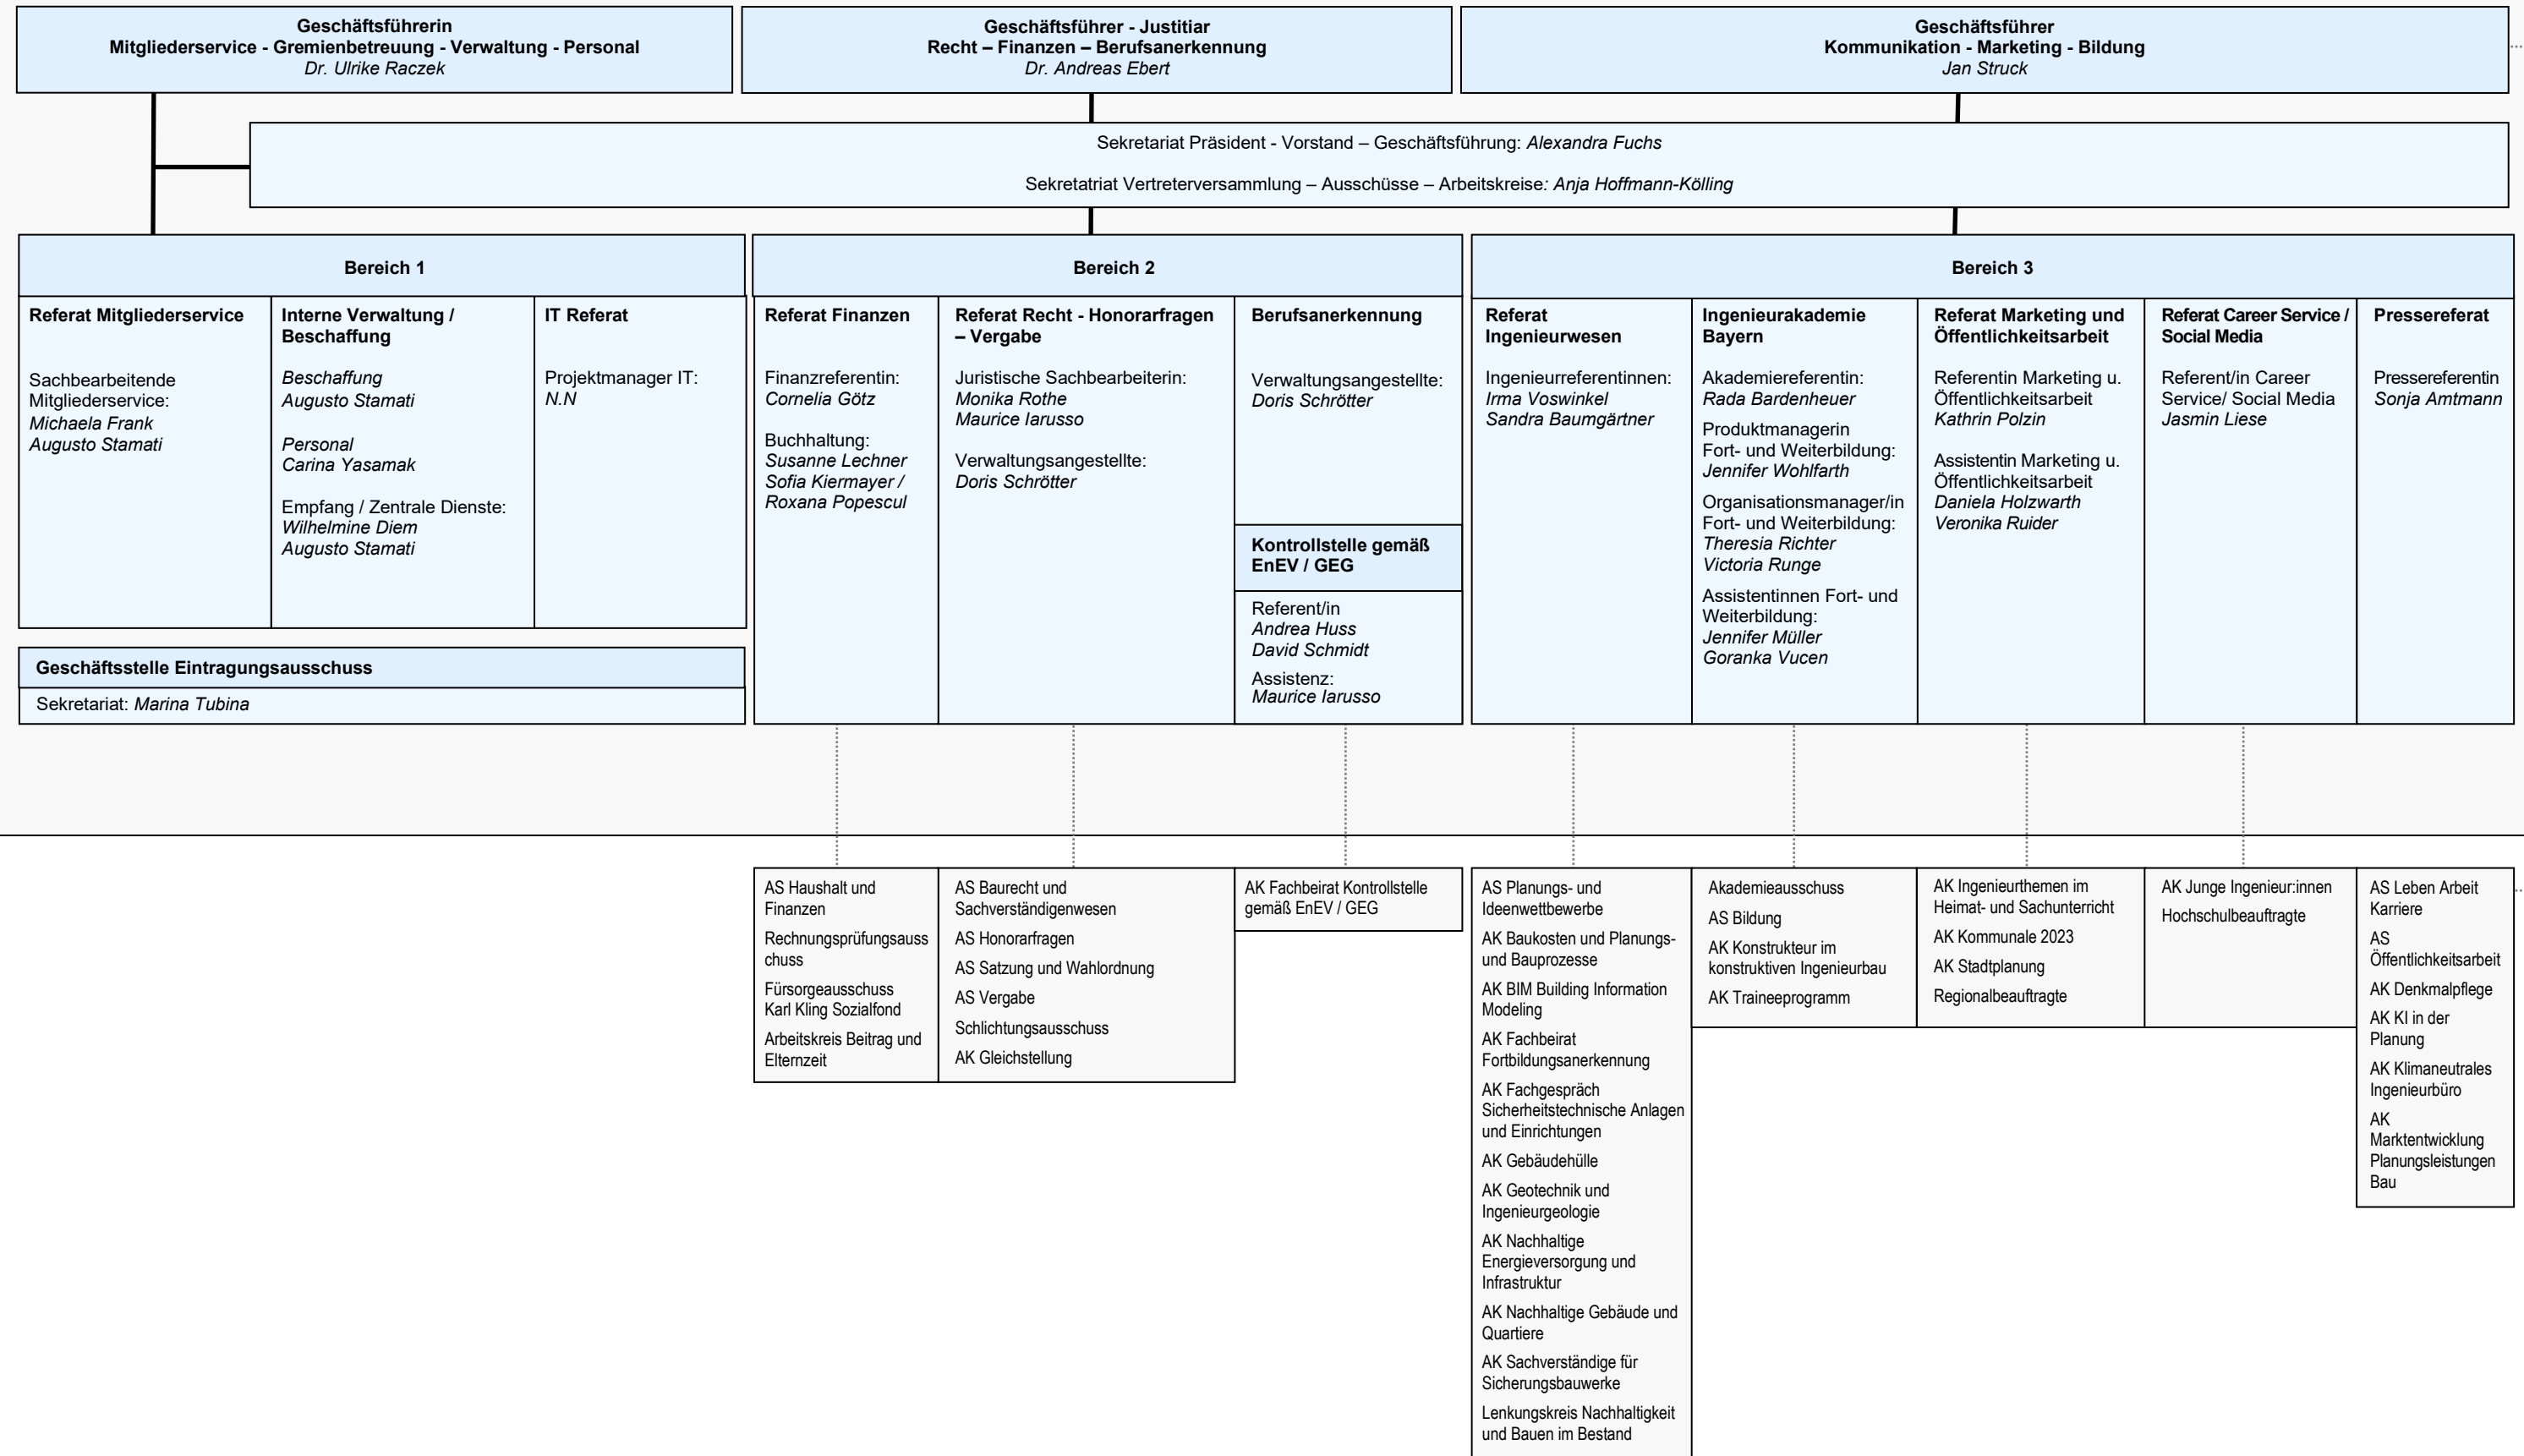 Geschäftsführerin
Mitgliederservice - Gremienbetreuung - Verwaltung - Personal
Dr. Ulrike Raczek
Geschäftsführer - Justitiar
Recht – Finanzen – Berufsanerkennung
Dr. Andreas Ebert
Geschäftsführer
Kommunikation - Marketing - Bildung
Jan Struck
Sekretariat Präsident - Vorstand – Geschäftsführung: Alexandra Fuchs
Sekretatriat Vertreterversammlung – Ausschüsse – Arbeitskreise: Anja Hoffmann-Kölling
Bereich 1
Referat Mitgliederservice
Sachbearbeitende
Mitgliederservice:
Michaela Frank
Augusto Stamati
Interne Verwaltung /
Beschaffung
Beschaffung
Augusto Stamati
Personal
Carina Yasamak
Empfang / Zentrale Dienste:
Wilhelmine Diem
Augusto Stamati
IT Referat
Projektmanager IT:
N.N
Geschäftsstelle Eintragungsausschuss
Sekretariat: Marina Tubina
Bereich 2
Referat Finanzen
Finanzreferentin:
Cornelia Götz
Buchhaltung:
Susanne Lechner
Sofia Kiermayer /
Roxana Popescul
Referat Recht - Honorarfragen
– Vergabe
Juristische Sachbearbeiterin:
Monika Rothe
Maurice Iarusso
Verwaltungsangestellte:
Doris Schrötter
Berufsanerkennung
Verwaltungsangestellte:
Doris Schrötter
Kontrollstelle gemäß
EnEV / GEG
Referent/in
Andrea Huss
David Schmidt
Assistenz:
Maurice Iarusso
Bereich 3
Referat
Ingenieurwesen
Ingenieurreferentinnen:
Irma Voswinkel
Sandra Baumgärtner
Ingenieurakademie
Bayern
Akademiereferentin:
Rada Bardenheuer
Produktmanagerin
Fort- und Weiterbildung:
Jennifer Wohlfarth
Organisationsmanager/in
Fort- und Weiterbildung:
Theresia Richter
Victoria Runge
Assistentinnen Fort- und
Weiterbildung:
Jennifer Müller
Goranka Vucen
Referat Marketing und
Öffentlichkeitsarbeit
Referentin Marketing u.
Öffentlichkeitsarbeit
Kathrin Polzin
Assistentin Marketing u.
Öffentlichkeitsarbeit
Daniela Holzwarth
Veronika Ruider
Referat Career Service /
Social Media
Referent/in Career
Service/ Social Media
Jasmin Liese
Pressereferat
Pressereferentin
Sonja Amtmann
AS Haushalt und
Finanzen
Rechnungsprüfungsauss
chuss
Fürsorgeausschuss
Karl Kling Sozialfond
Arbeitskreis Beitrag und
Elternzeit
AS Baurecht und
Sachverständigenwesen
AS Honorarfragen
AS Satzung und Wahlordnung
AS Vergabe
Schlichtungsausschuss
AK Gleichstellung
AK Fachbeirat Kontrollstelle
gemäß EnEV / GEG
AS Planungs- und
Ideenwettbewerbe
AK Baukosten und Planungs-
und Bauprozesse
AK BIM Building Information
Modeling
AK Fachbeirat
Fortbildungsanerkennung
AK Fachgespräch
Sicherheitstechnische Anlagen
und Einrichtungen
AK Gebäudehülle
AK Geotechnik und
Ingenieurgeologie
AK Nachhaltige
Energieversorgung und
Infrastruktur
AK Nachhaltige Gebäude und
Quartiere
AK Sachverständige für
Sicherungsbauwerke
Lenkungskreis Nachhaltigkeit
und Bauen im Bestand
Akademieausschuss
AS Bildung
AK Konstrukteur im
konstruktiven Ingenieurbau
AK Traineeprogramm
AK Ingenieurthemen im
Heimat- und Sachunterricht
AK Kommunale 2023
AK Stadtplanung
Regionalbeauftragte
AK Junge Ingenieur:innen
Hochschulbeauftragte
AS Leben Arbeit
Karriere
AS
Öffentlichkeitsarbeit
AK Denkmalpflege
AK KI in der
Planung
AK Klimaneutrales
Ingenieurbüro
AK
Marktentwicklung
Planungsleistungen
Bau